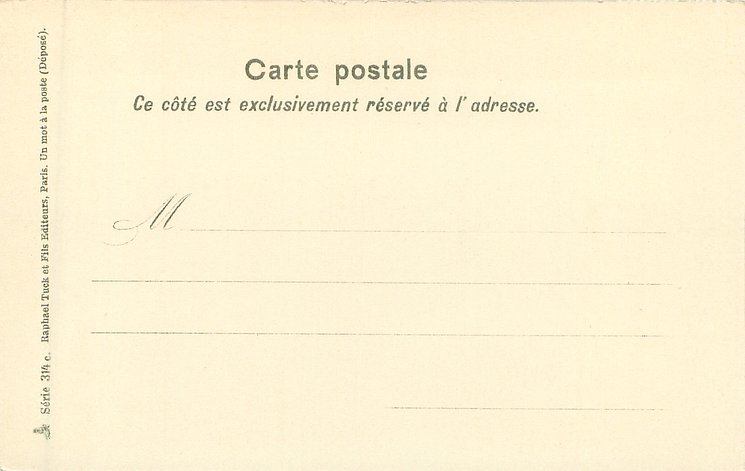 Carte postale
Ce côté est exclusivement réservé à l'adresse.
M
Série 314 c. Raphael Tuck et Fils Editeurs, Paris. Un mot à la poste (Déposé).